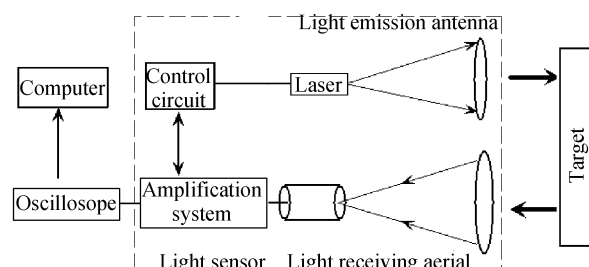 Light emission antenna
Computer
Control
circuit
Laser
Target
Oscillosope
Amplification
system
Light sensor
Light receiving aerial